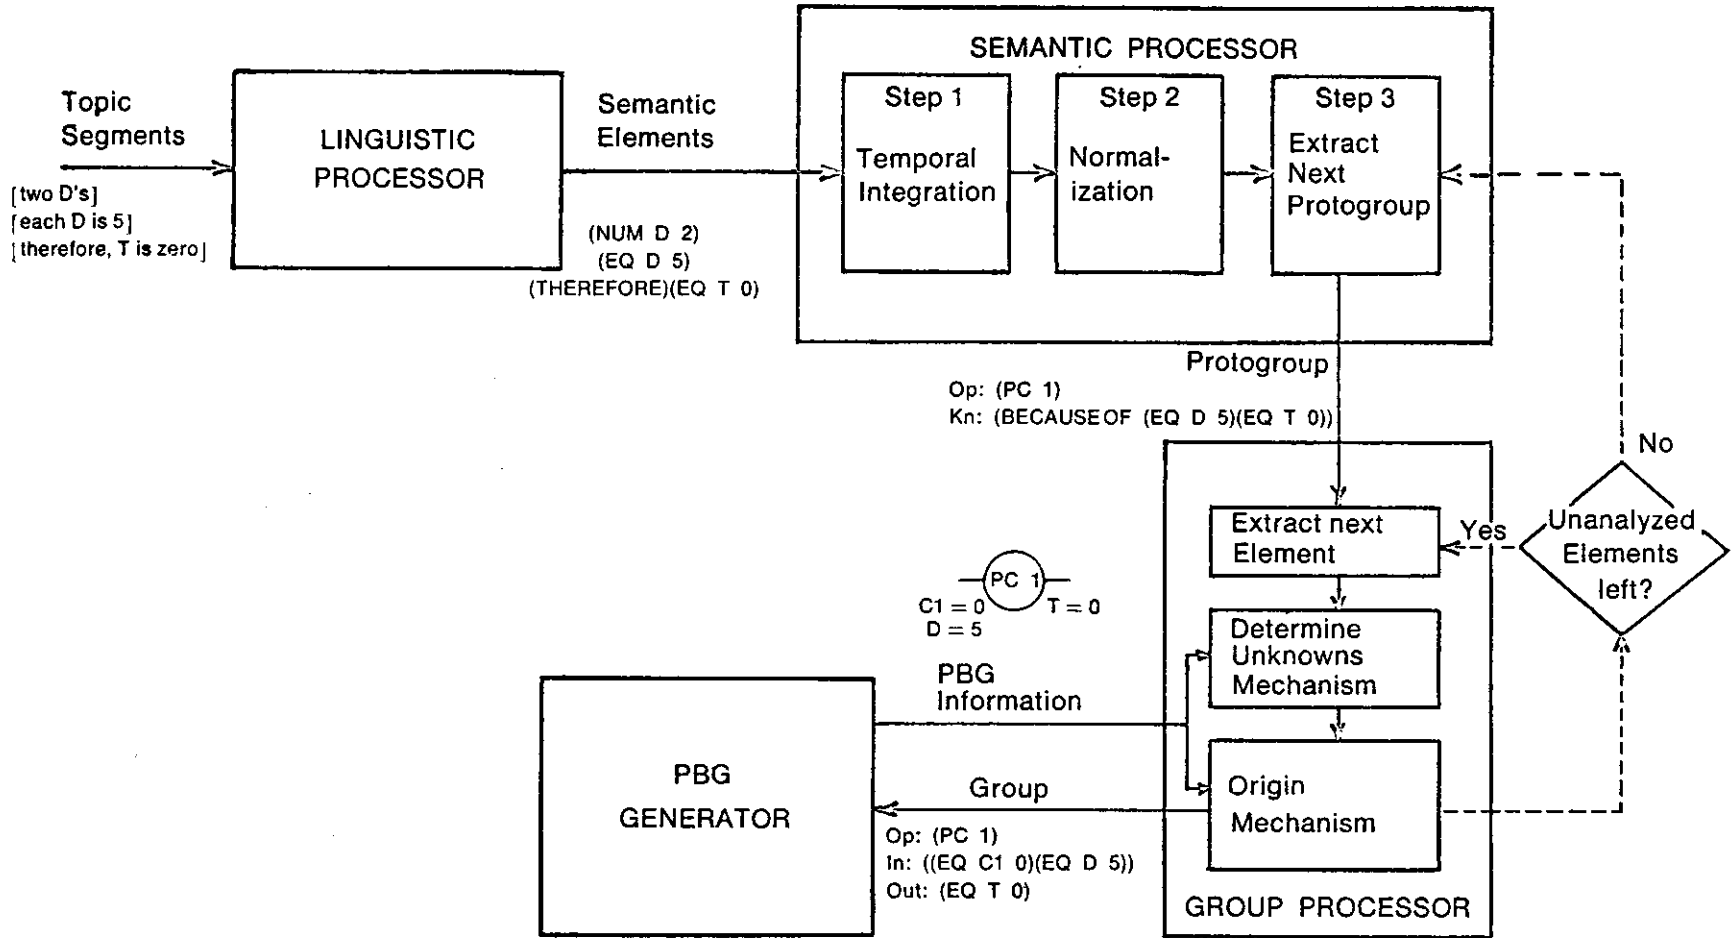 SEMANTIC PROCESSOR
Topic
Segments
[two D's]
[each D is 5]
[therefore, T is zero]
LINGUISTIC
PROCESSOR
Semantic
Elements
(NUM D 2)
(EQ D 5)
(THEREFORE)(EQ T 0)
Step 1
Temporal
Integration
Step 2
Normal-
ization
Step 3
Extract
Next
Protogroup
Protogroup
Op: (PC 1)
Kn: (BECAUSEOF (EQ D 5)(EQ T 0))
No
Unanalyzed
Elements
left?
Yes
Extract next
Element
PC 1
C1 = 0
D = 5
T = 0
Determine
Unknowns
Mechanism
PBG
Information
PBG
GENERATOR
Group
Op: (PC 1)
In: ((EQ C1 0)(EQ D 5))
Out: (EQ T 0)
Origin
Mechanism
GROUP PROCESSOR